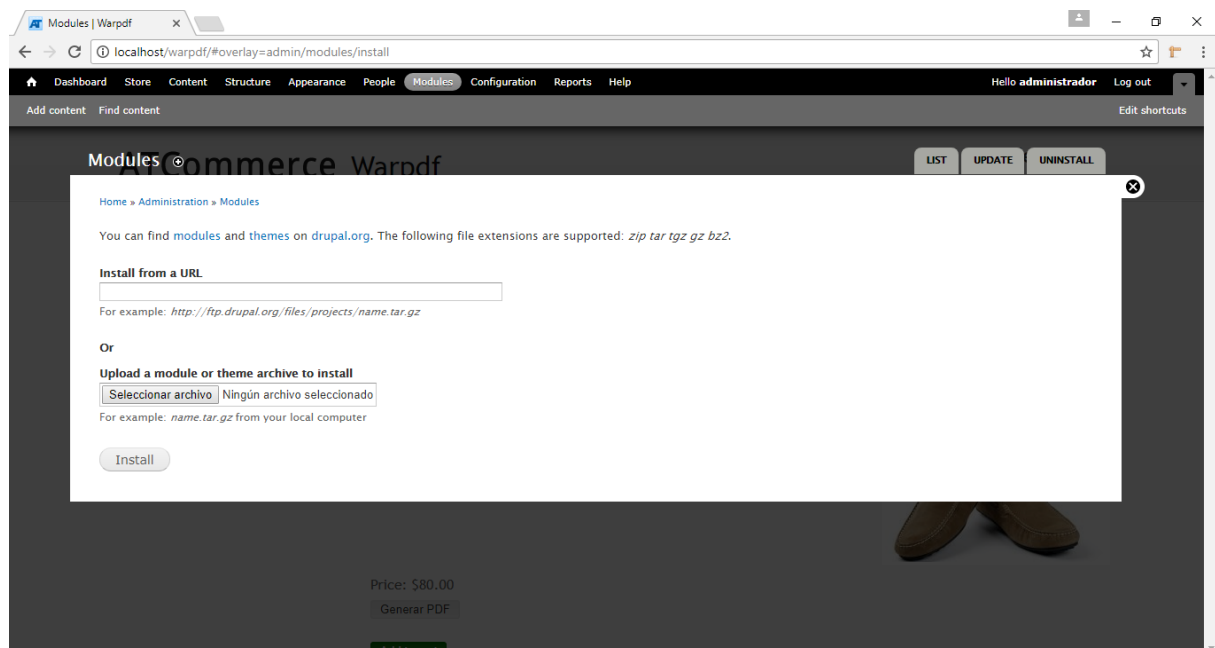 Modules | Warpdf
localhost/warpdf/#overlay=admin/modules/install
Dashboard Store Content Structure Appearance People Modules Configuration Reports Help Hello administrador Log out
Add content Find content Edit shortcuts
ATCommerce Warpdf
Modules LIST UPDATE UNINSTALL
Home » Administration » Modules
You can find modules and themes on drupal.org. The following file extensions are supported: zip tar tgz gz bz2.
Install from a URL
For example: http://ftp.drupal.org/files/projects/name.tar.gz
Or
Upload a module or theme archive to install
Seleccionar archivo Ningún archivo seleccionado
For example: name.tar.gz from your local computer
Install
Price: $80.00
Generar PDF